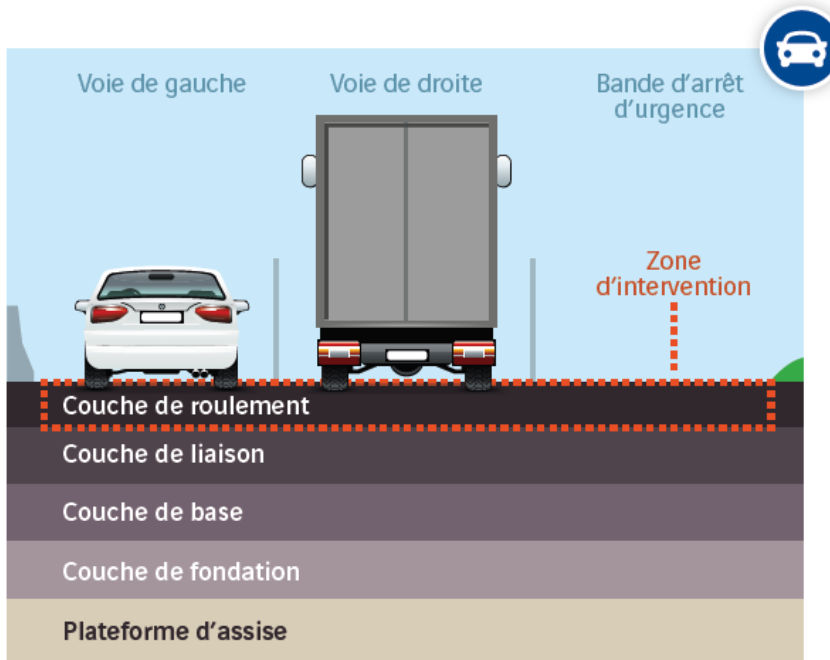 Voie de gauche
Voie de droite
Bande d'arrêt
d'urgence
Zone
d'intervention
Couche de roulement
Couche de liaison
Couche de base
Couche de fondation
Plateforme d'assise